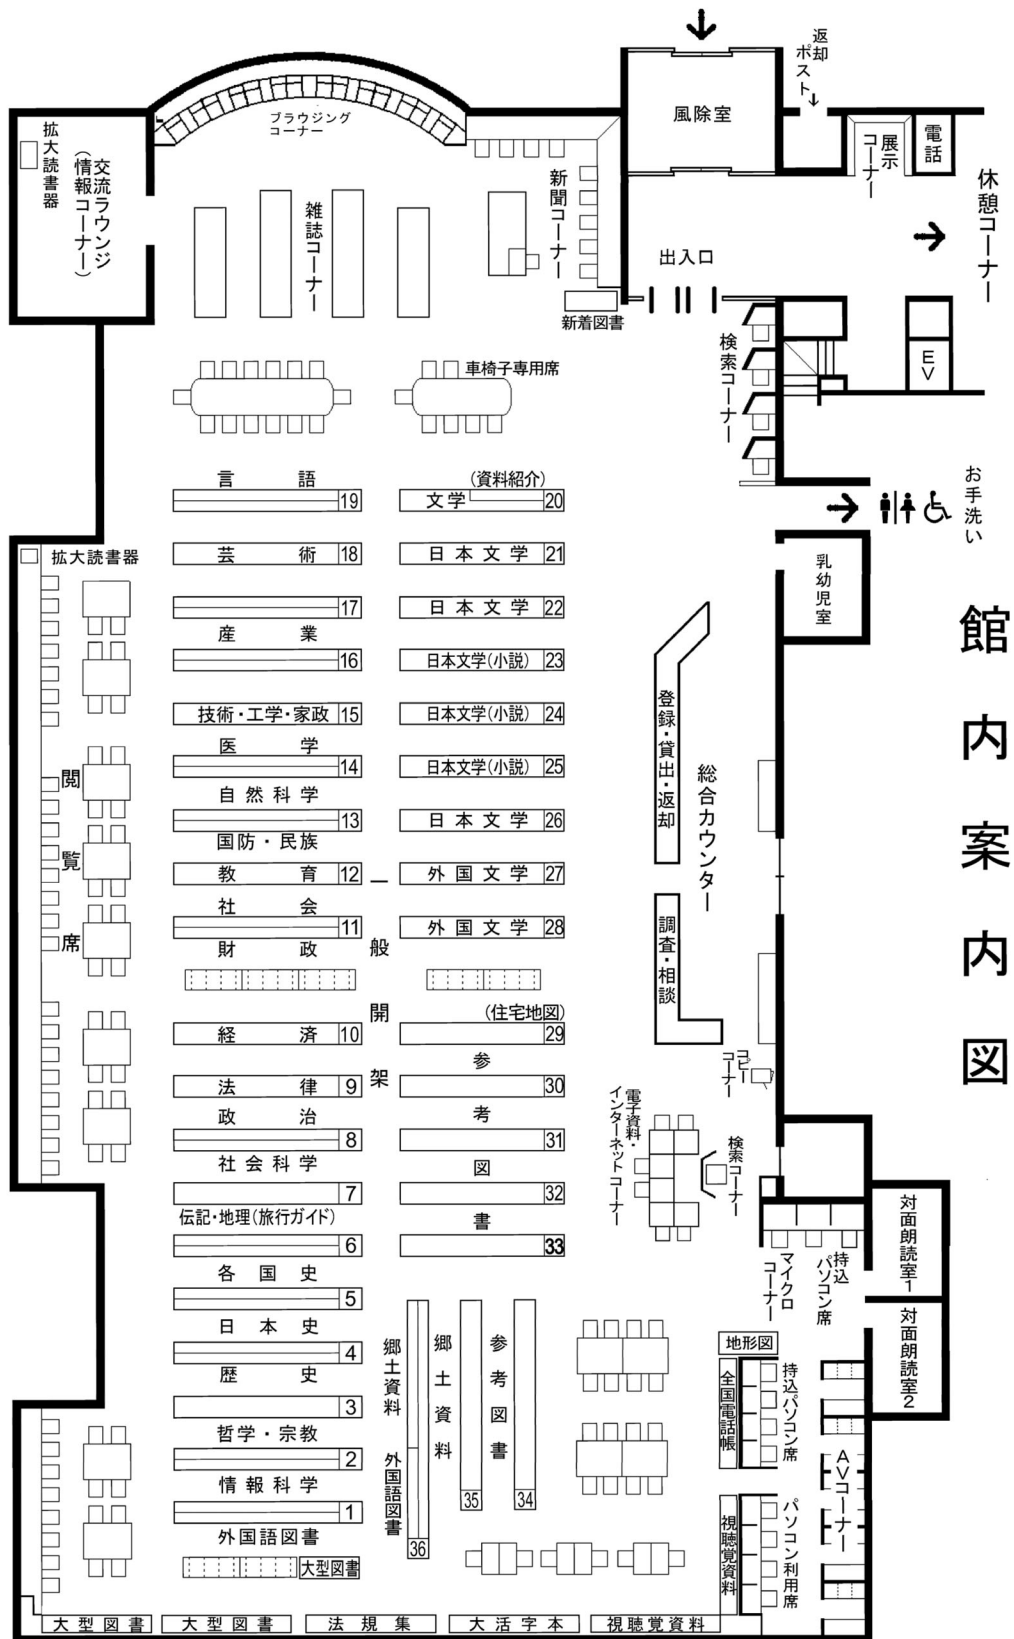 館内案内図
返却ポスト
風除室
展示コーナー
電話
休憩コーナー
出入口
ブラウジング
コーナー
拡大読書器
交流ラウンジ
(情報コーナー)
雑誌コーナー
新聞コーナー
新着図書
検索コーナー
EV
車椅子専用席
お手洗い
乳幼児室
拡大読書器
閲覧席
言語
19
芸術 18
17
産業
16
技術・工学・家政 15
医学
14
自然科学
13
国防・民族
教育 12
社会
11
財政
経済 10
法律 9
政治
8
社会科学
7
伝記・地理(旅行ガイド)
6
各国史
5
日本史
4
歴史
3
哲学・宗教
2
情報科学
1
外国語図書
大型図書
一般開架
(資料紹介)
文学 20
日本文学 21
日本文学 22
日本文学(小説) 23
日本文学(小説) 24
日本文学(小説) 25
日本文学 26
外国文学 27
外国文学 28
(住宅地図)
29
30
31
32
33
参考図書
登録・貸出・返却
総合カウンター
調査・相談
コピー
コーナー
電子資料・
インターネットコーナー
検索コーナー
マイクロ
コーナー
持込
パソコン席
対面朗読室1
対面朗読室2
郷土資料
外国語図書
36
郷土資料
35
参考図書
34
地形図
全国電話帳
持込パソコン席
AVコーナー
視聴覚資料
パソコン利用席
大型図書
大型図書
法規集
大活字本
視聴覚資料